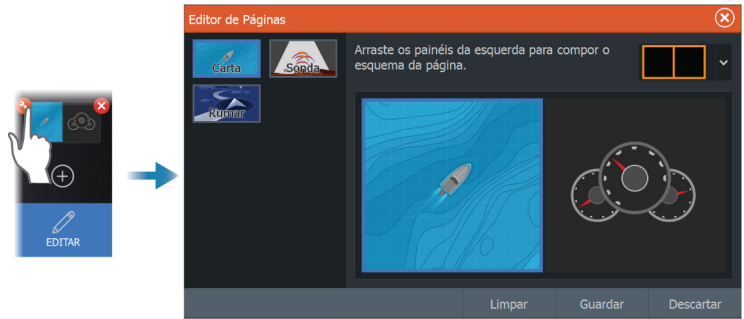 Editor de Páginas
Carta
Sonda
Rumar
Arraste os painéis da esquerda para compor o
esquema da página.
EDITAR
Limpar
Guardar
Descartar